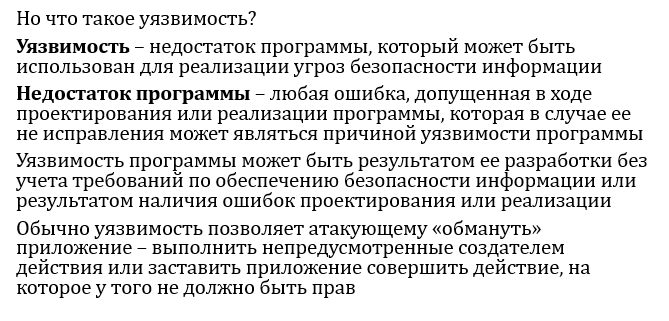 Но что такое уязвимость?
Уязвимость – недостаток программы, который может быть
использован для реализации угроз безопасности информации
Недостаток программы – любая ошибка, допущенная в ходе
проектирования или реализации программы, которая в случае ее
не исправления может являться причиной уязвимости программы
Уязвимость программы может быть результатом ее разработки без
учета требований по обеспечению безопасности информации или
результатом наличия ошибок проектирования или реализации
Обычно уязвимость позволяет атакующему «обмануть»
приложение – выполнить непредусмотренные создателем
действия или заставить приложение совершить действие, на
которое у того не должно быть прав